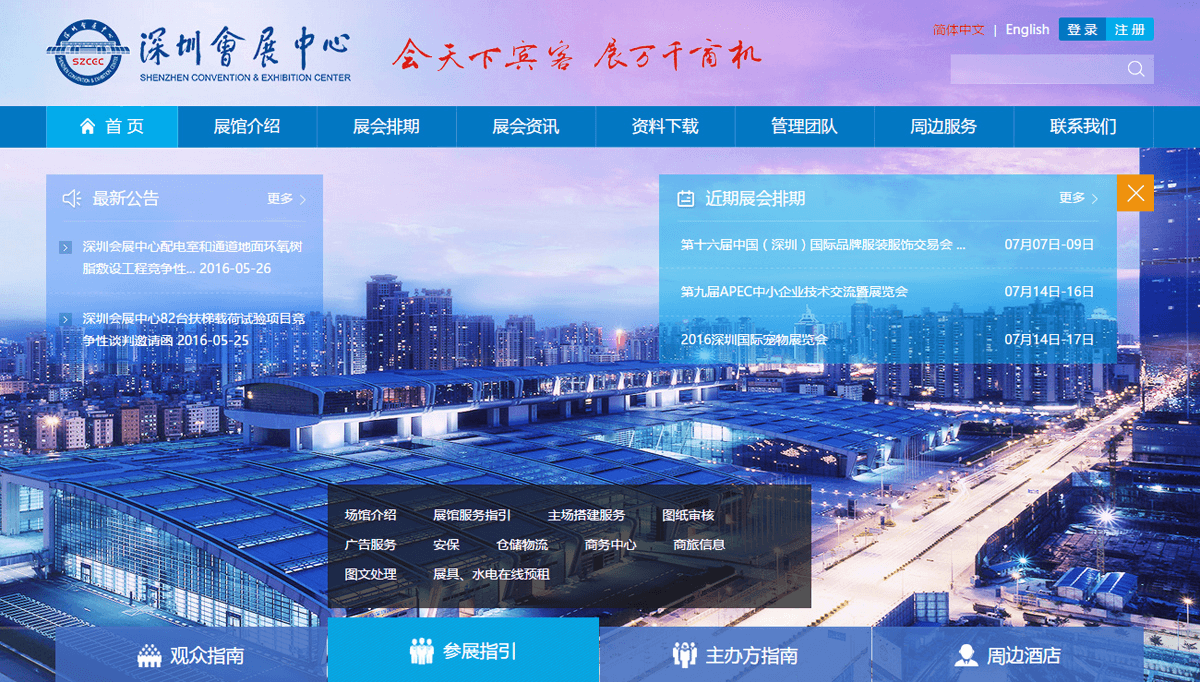 深圳會展中心
SZCEC
SHENZHEN CONVENTION & EXHIBITION CENTER
会天下宾客 展万千商机
简体中文 | English 登录 注册
首页 展馆介绍 展会排期 展会资讯 资料下载 管理团队 周边服务 联系我们
最新公告 更多
深圳会展中心配电室和通道地面环氧树
脂敷设工程竞争性... 2016-05-26
深圳会展中心82台扶梯载荷试验项目竞
争性谈判邀请函 2016-05-25
近期展会排期 更多
第十六届中国（深圳）国际品牌服装服饰交易会 ... 07月07日-09日
第九届APEC中小企业技术交流暨展览会 07月14日-16日
2016深圳国际宠物展览会 07月14日-17日
场馆介绍 展馆服务指引 主场搭建服务 图纸审核
广告服务 安保 仓储物流 商务中心 商旅信息
图文处理 展具、水电在线预租
观众指南 参展指引 主办方指南 周边酒店